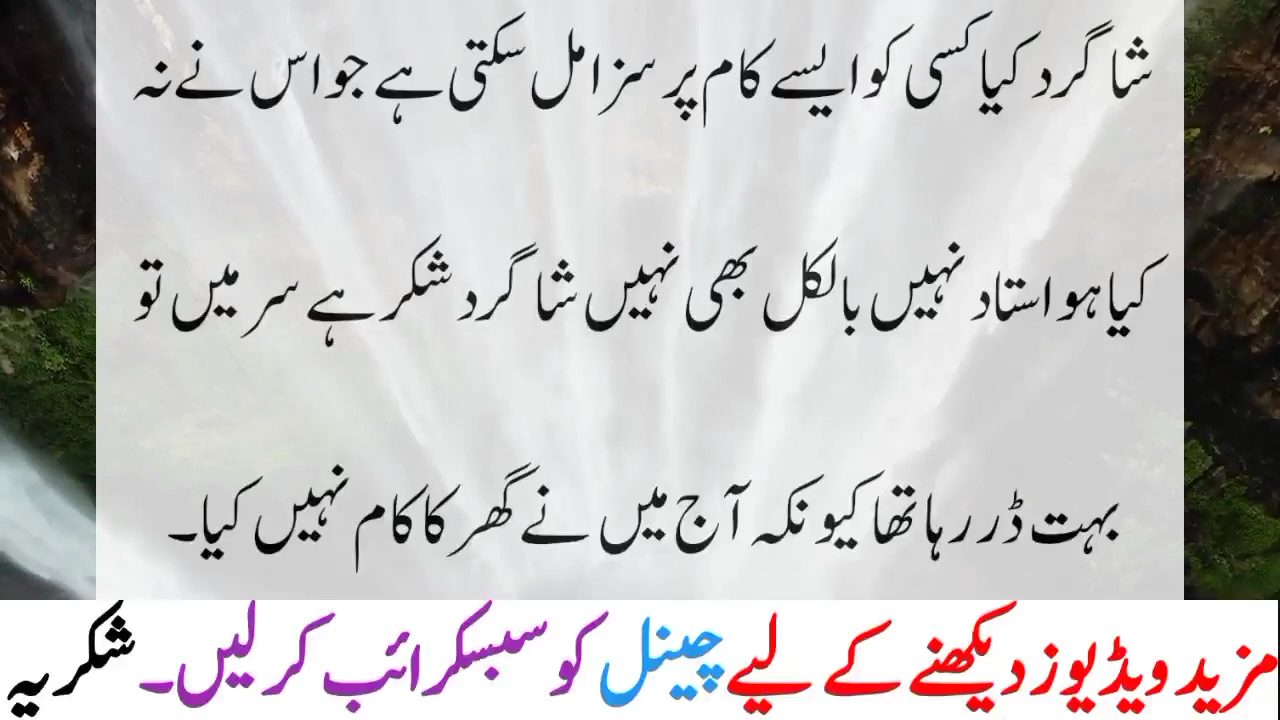 شاگرد کیا کسی کو ایسے کام پر سزا مل سکتی ہے جو اس نے نہ
کیا ہو استاد نہیں بالکل بھی نہیں شاگرد شکر ہے سر میں تو
بہت ڈر رہا تھا کیونکہ آج میں نے گھر کا کام نہیں کیا۔
مزید ویڈیوز دیکھنے کے لیے چینل کو سبسکرائب کر لیں۔ شکریہ